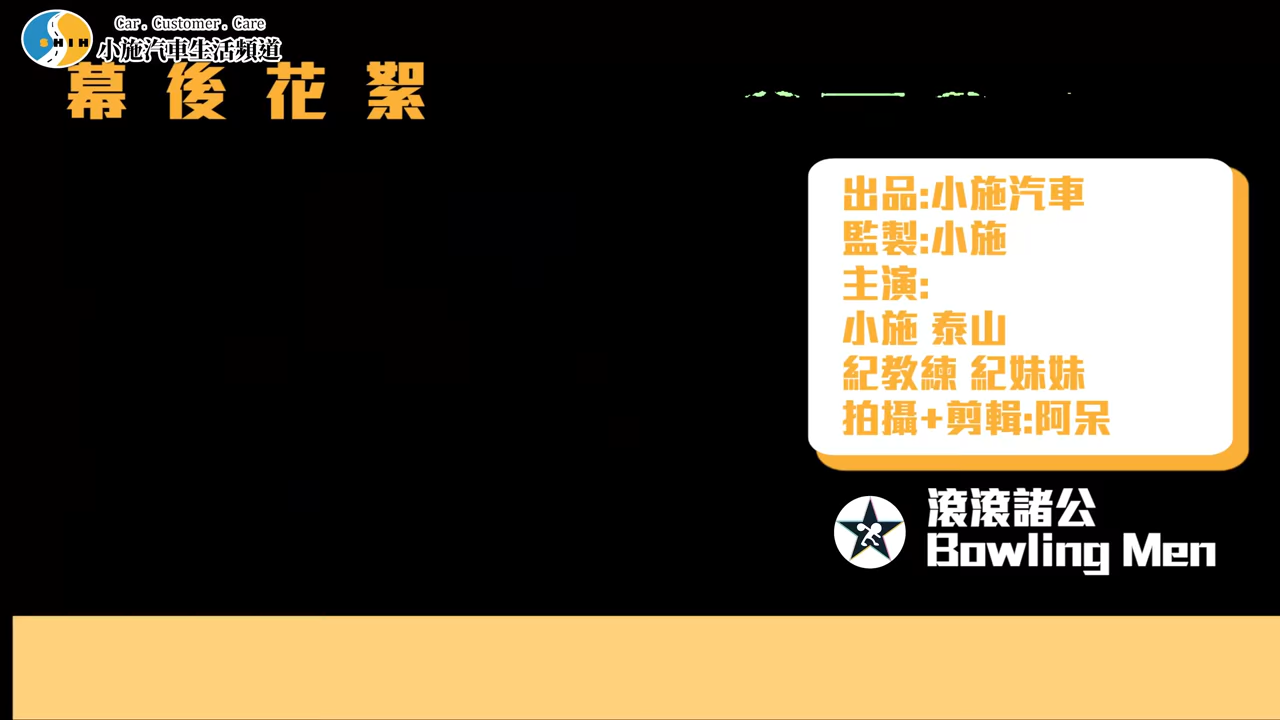 Car. Customer. Care
SHIH
小施汽車生活頻道
幕後花絮
出品:小施汽車
監製:小施
主演:
小施 泰山
紀教練 紀妹妹
拍攝+剪輯:阿呆
滾滾諸公
Bowling Men